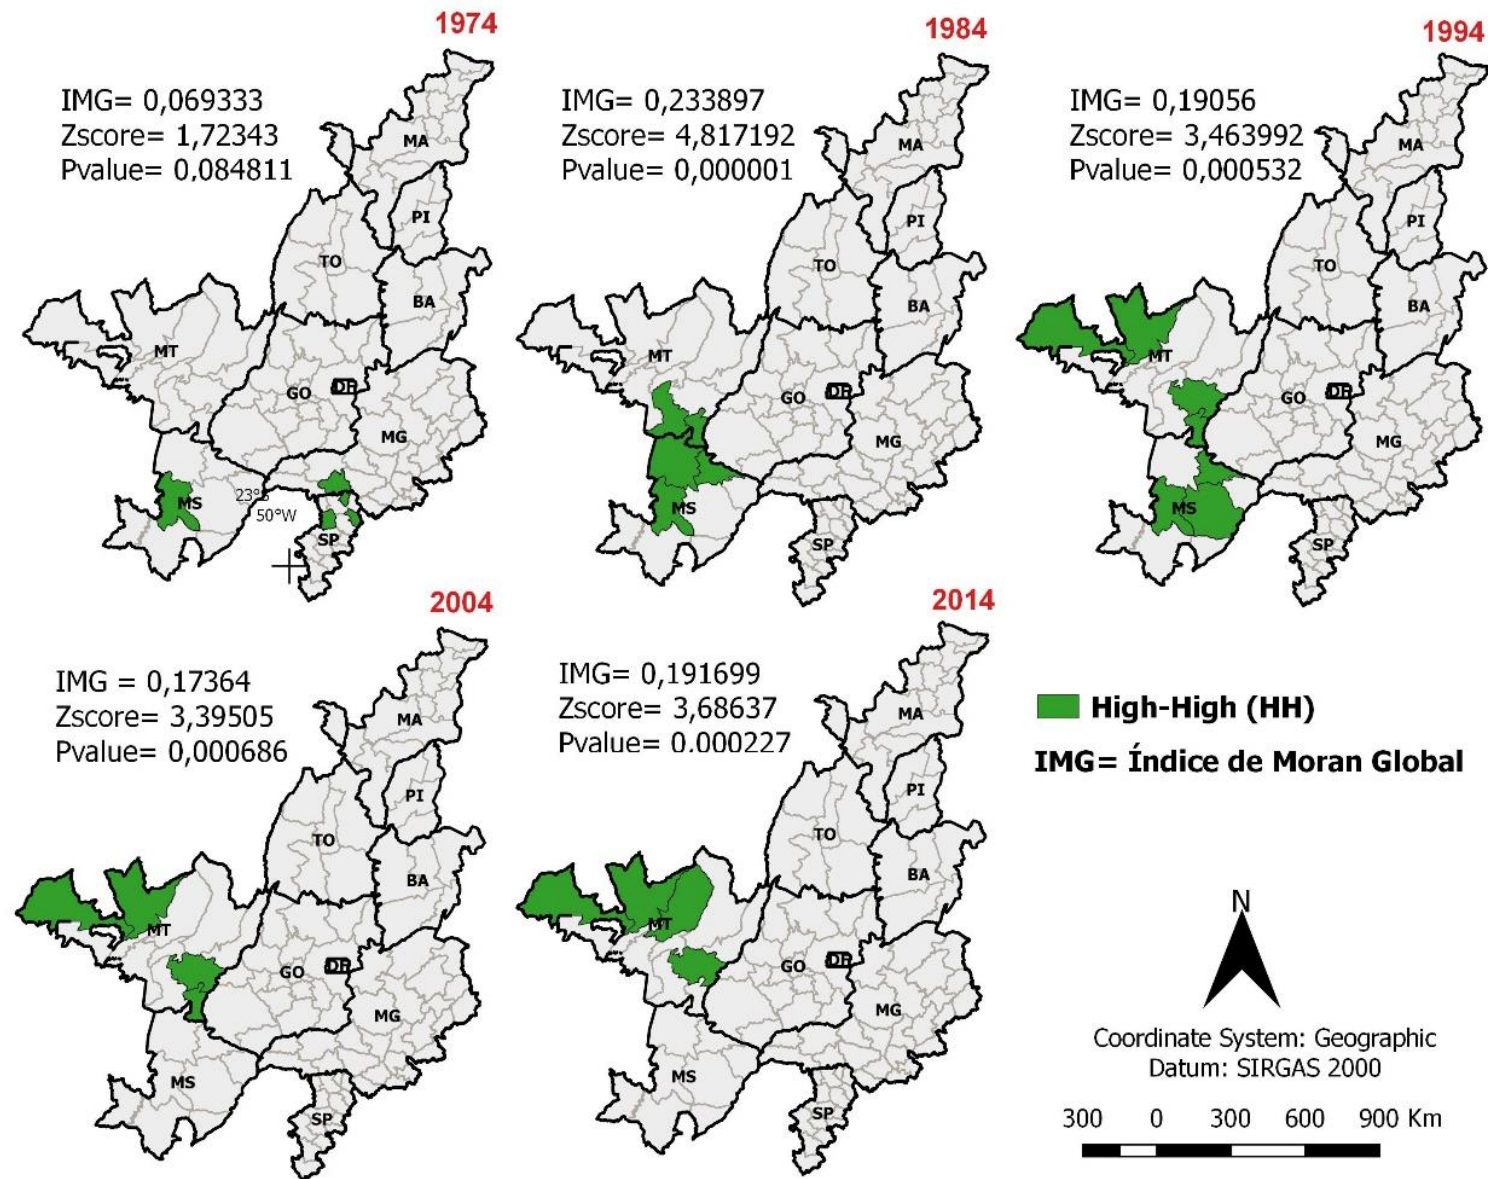 1974
IMG= 0,069333
Zscore= 1,72343
Pvalue= 0,084811
MA
PI
TO
BA
MT
GO
DF
MG
MS
23°S
50°W
SP
1984
IMG= 0,233897
Zscore= 4,817192
Pvalue= 0,000001
MA
PI
TO
BA
MT
GO
DF
MG
MS
SP
1994
IMG= 0,19056
Zscore= 3,463992
Pvalue= 0,000532
MA
PI
TO
BA
MT
GO
DF
MG
MS
SP
2004
IMG = 0,17364
Zscore= 3,39505
Pvalue= 0,000686
MA
PI
TO
BA
MT
GO
DF
MG
MS
SP
2014
IMG= 0,191699
Zscore= 3,68637
Pvalue= 0.000227
MA
PI
TO
BA
MT
GO
DF
MG
MS
SP
High-High (HH)
IMG= Índice de Moran Global
N
Coordinate System: Geographic
Datum: SIRGAS 2000
300 0 300 600 900 Km